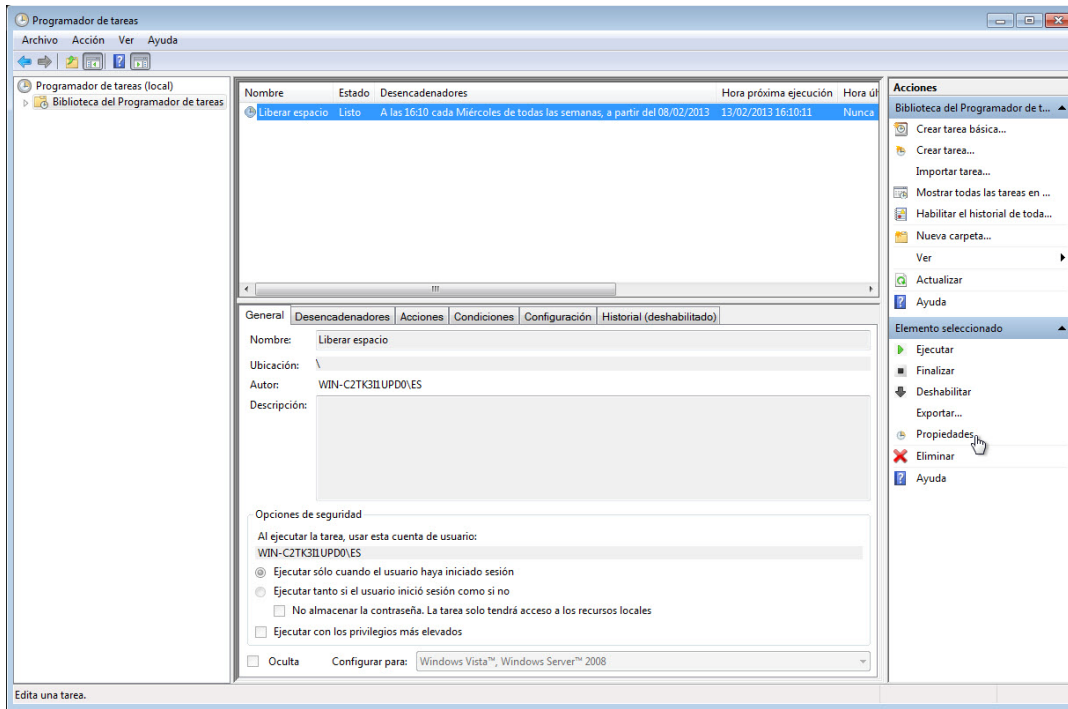 Programador de tareas
Archivo Acción Ver Ayuda
Programador de tareas (local)
Biblioteca del Programador de tareas
Nombre Estado Desencadenadores Hora próxima ejecución Hora úl
Liberar espacio Listo A las 16:10 cada Miércoles de todas las semanas, a partir del 08/02/2013 13/02/2013 16:10:11 Nunca
General Desencadenadores Acciones Condiciones Configuración Historial (deshabilitado)
Nombre: Liberar espacio
Ubicación: \
Autor: WIN-C2TK3I1UPD0\ES
Descripción:
Opciones de seguridad
Al ejecutar la tarea, usar esta cuenta de usuario:
WIN-C2TK3I1UPD0\ES
Ejecutar sólo cuando el usuario haya iniciado sesión
Ejecutar tanto si el usuario inició sesión como si no
No almacenar la contraseña. La tarea solo tendrá acceso a los recursos locales
Ejecutar con los privilegios más elevados
Oculta Configurar para: Windows Vista™, Windows Server™ 2008
Acciones
Biblioteca del Programador de t...
Crear tarea básica...
Crear tarea...
Importar tarea...
Mostrar todas las tareas en ...
Habilitar el historial de toda...
Nueva carpeta...
Ver
Actualizar
Ayuda
Elemento seleccionado
Ejecutar
Finalizar
Deshabilitar
Exportar...
Propiedades
Eliminar
Ayuda
Edita una tarea.